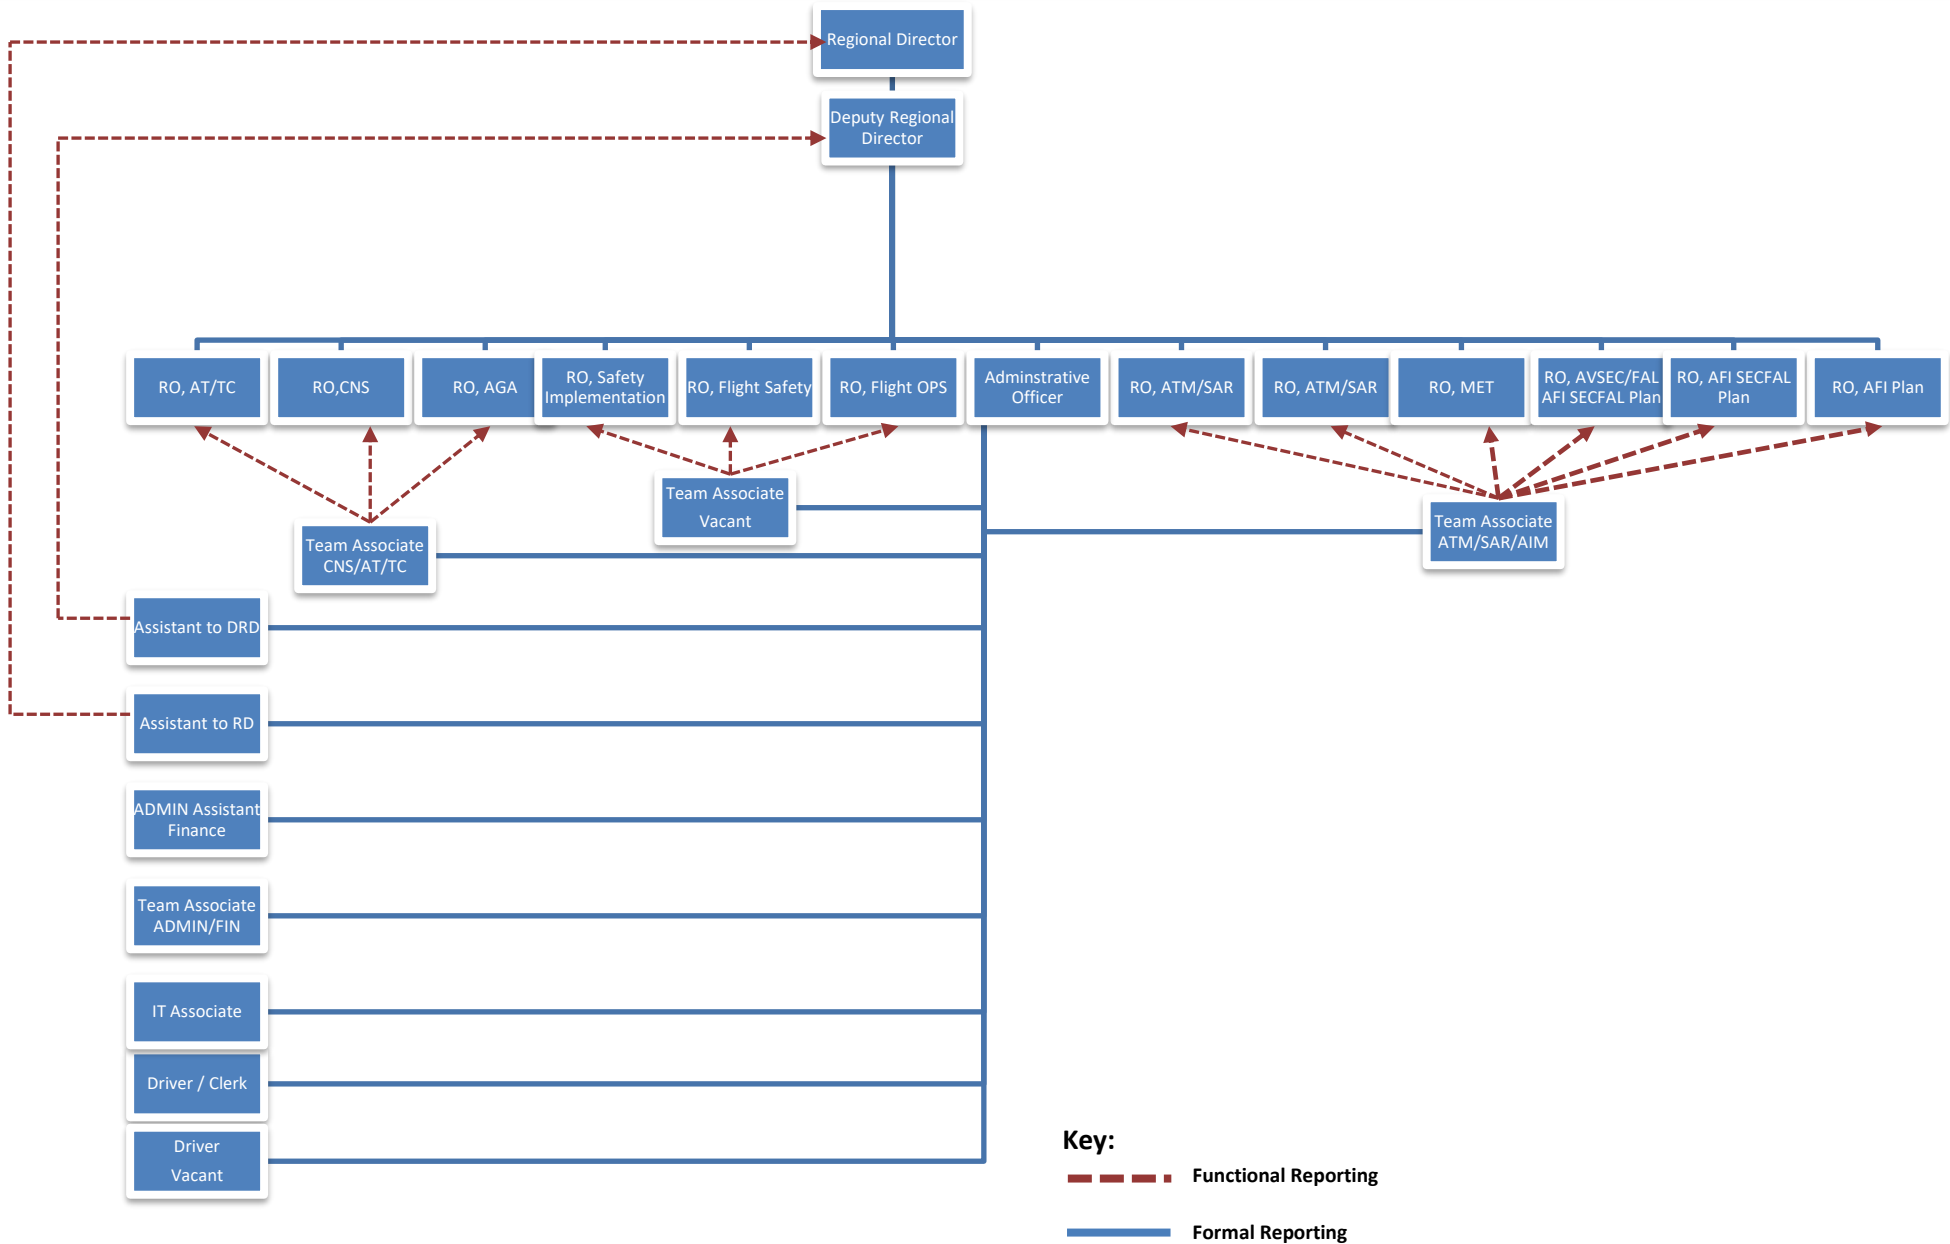 Regional Director
Deputy Regional
Director
RO, AT/TC
RO,CNS
RO, AGA
RO, Safety
Implementation
RO, Flight Safety
RO, Flight OPS
Adminstrative
Officer
RO, ATM/SAR
RO, ATM/SAR
RO, MET
RO, AVSEC/FAL
AFI SECFAL Plan
RO, AFI SECFAL
Plan
RO, AFI Plan
Team Associate
Vacant
Team Associate
ATM/SAR/AIM
Team Associate
CNS/AT/TC
Assistant to DRD
Assistant to RD
ADMIN Assistant
Finance
Team Associate
ADMIN/FIN
IT Associate
Driver / Clerk
Driver
Vacant
Key:
Functional Reporting
Formal Reporting